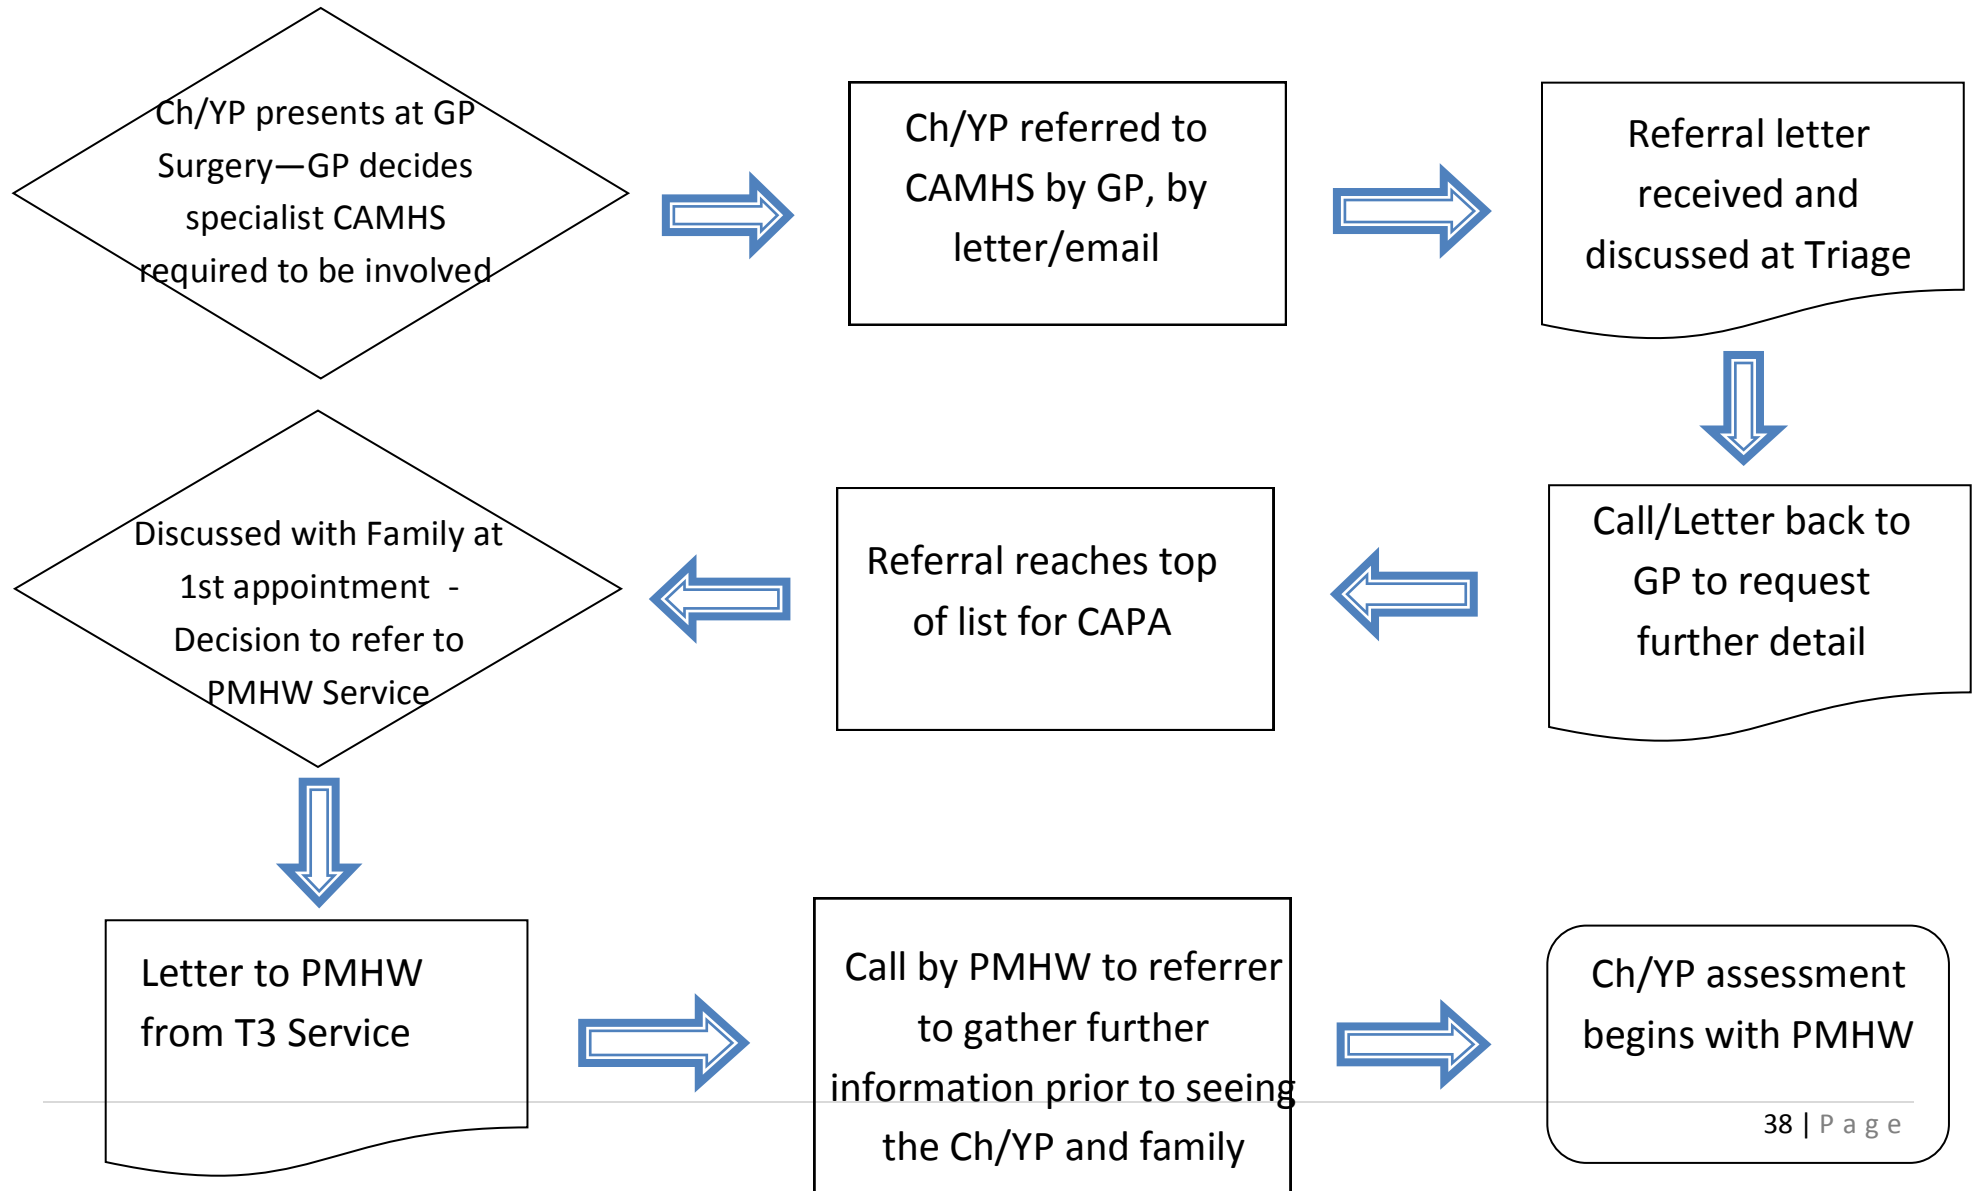 Ch/YP presents at GP
Surgery—GP decides
specialist CAMHS
required to be involved
Ch/YP referred to
CAMHS by GP, by
letter/email
Referral letter
received and
discussed at Triage
Call/Letter back to
GP to request
further detail
Referral reaches top
of list for CAPA
Discussed with Family at
1st appointment -
Decision to refer to
PMHW Service
Letter to PMHW
from T3 Service
Call by PMHW to referrer
to gather further
information prior to seeing
the Ch/YP and family
Ch/YP assessment
begins with PMHW
38 | Page